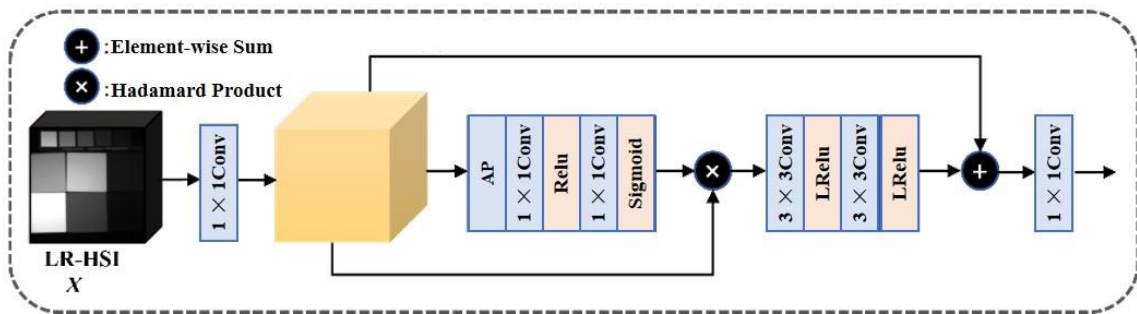 + :Element-wise Sum
× :Hadamard Product
LR-HSI
X
1 × 1Conv
AP
1 × 1Conv
Relu
1 × 1Conv
Sigmoid
×
3 × 3Conv
LRelu
3 × 3Conv
LRelu
+
1 × 1Conv